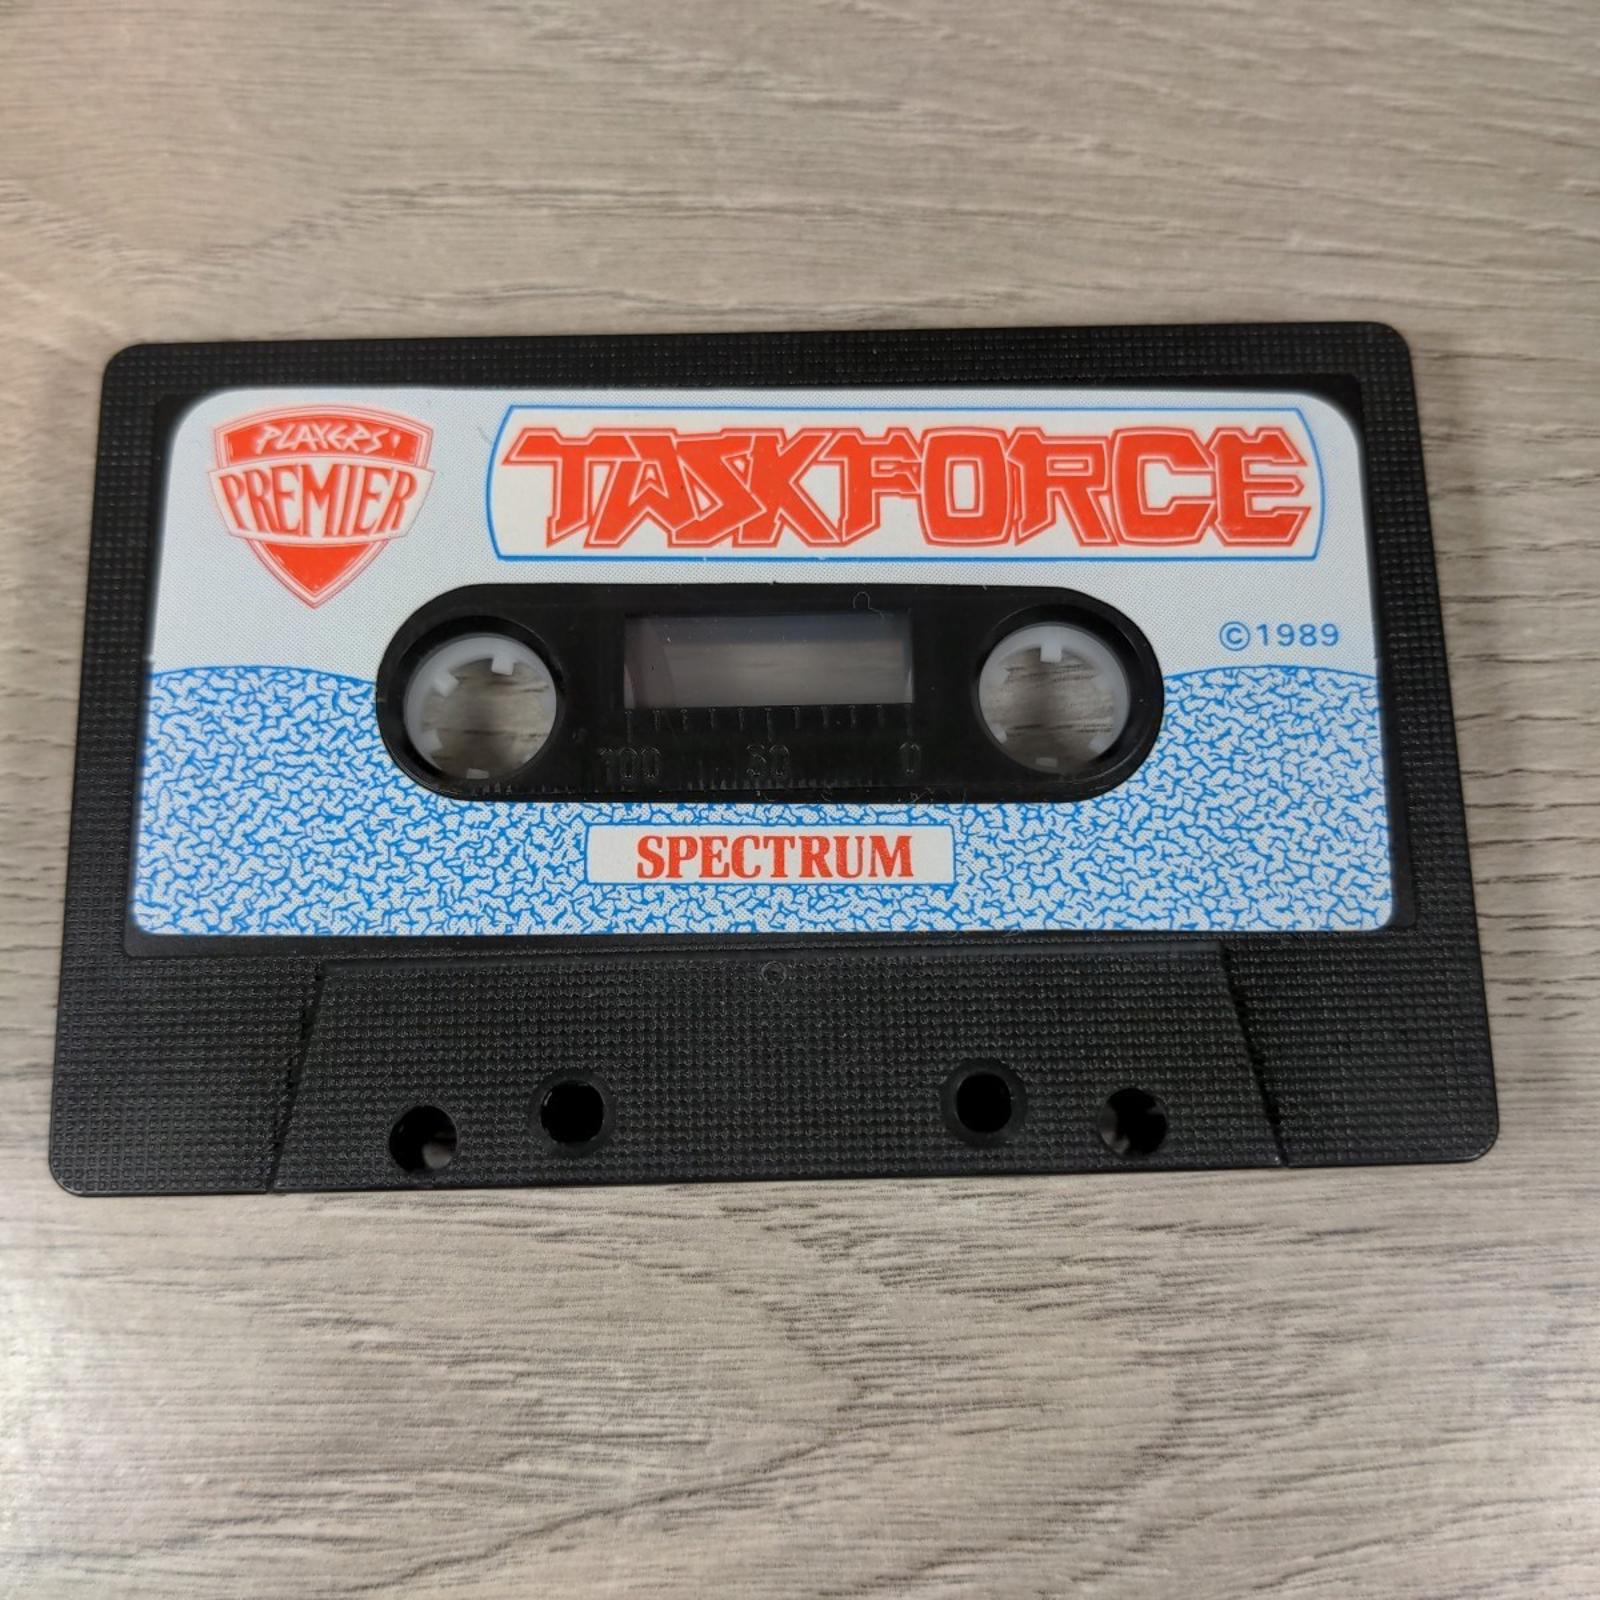 PLAYERS'
PREMIER
TASKFORCE
©1989
100 50 0
SPECTRUM